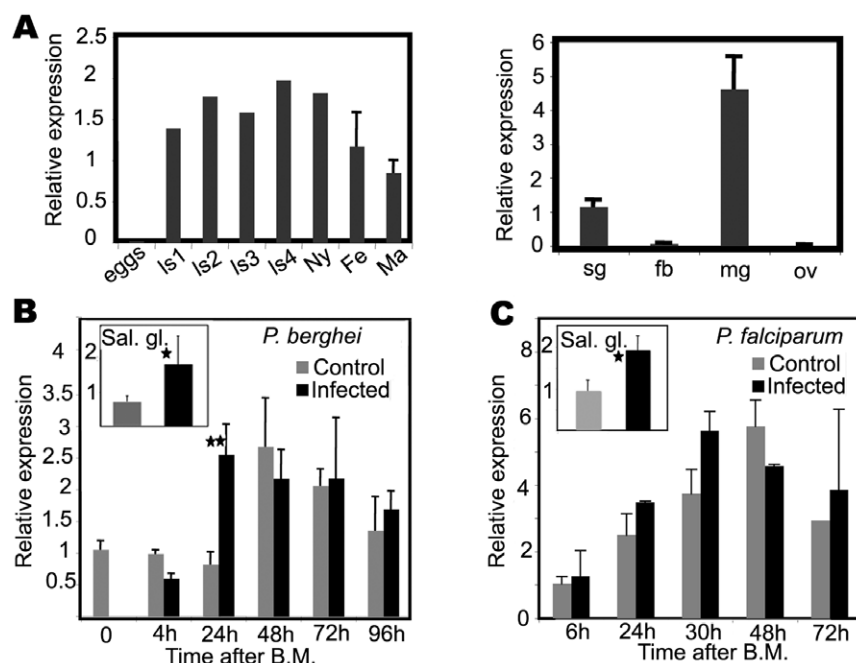 A
Relative expression
2.5
2
1.5
1
0.5
0
eggs ls1 ls2 ls3 ls4 Ny Fe Ma
Relative expression
6
5
4
3
2
1
0
sg fb mg ov
B
Relative expression
4
3.5
3
2.5
2
1.5
1
0.5
Sal. gl.
2
1
P. berghei
Control
Infected
0 4h 24h 48h 72h 96h
Time after B.M.
C
Relative expression
8
6
4
2
0
Sal. gl.
2
1
P. falciparum
Control
Infected
6h 24h 30h 48h 72h
Time after B.M.